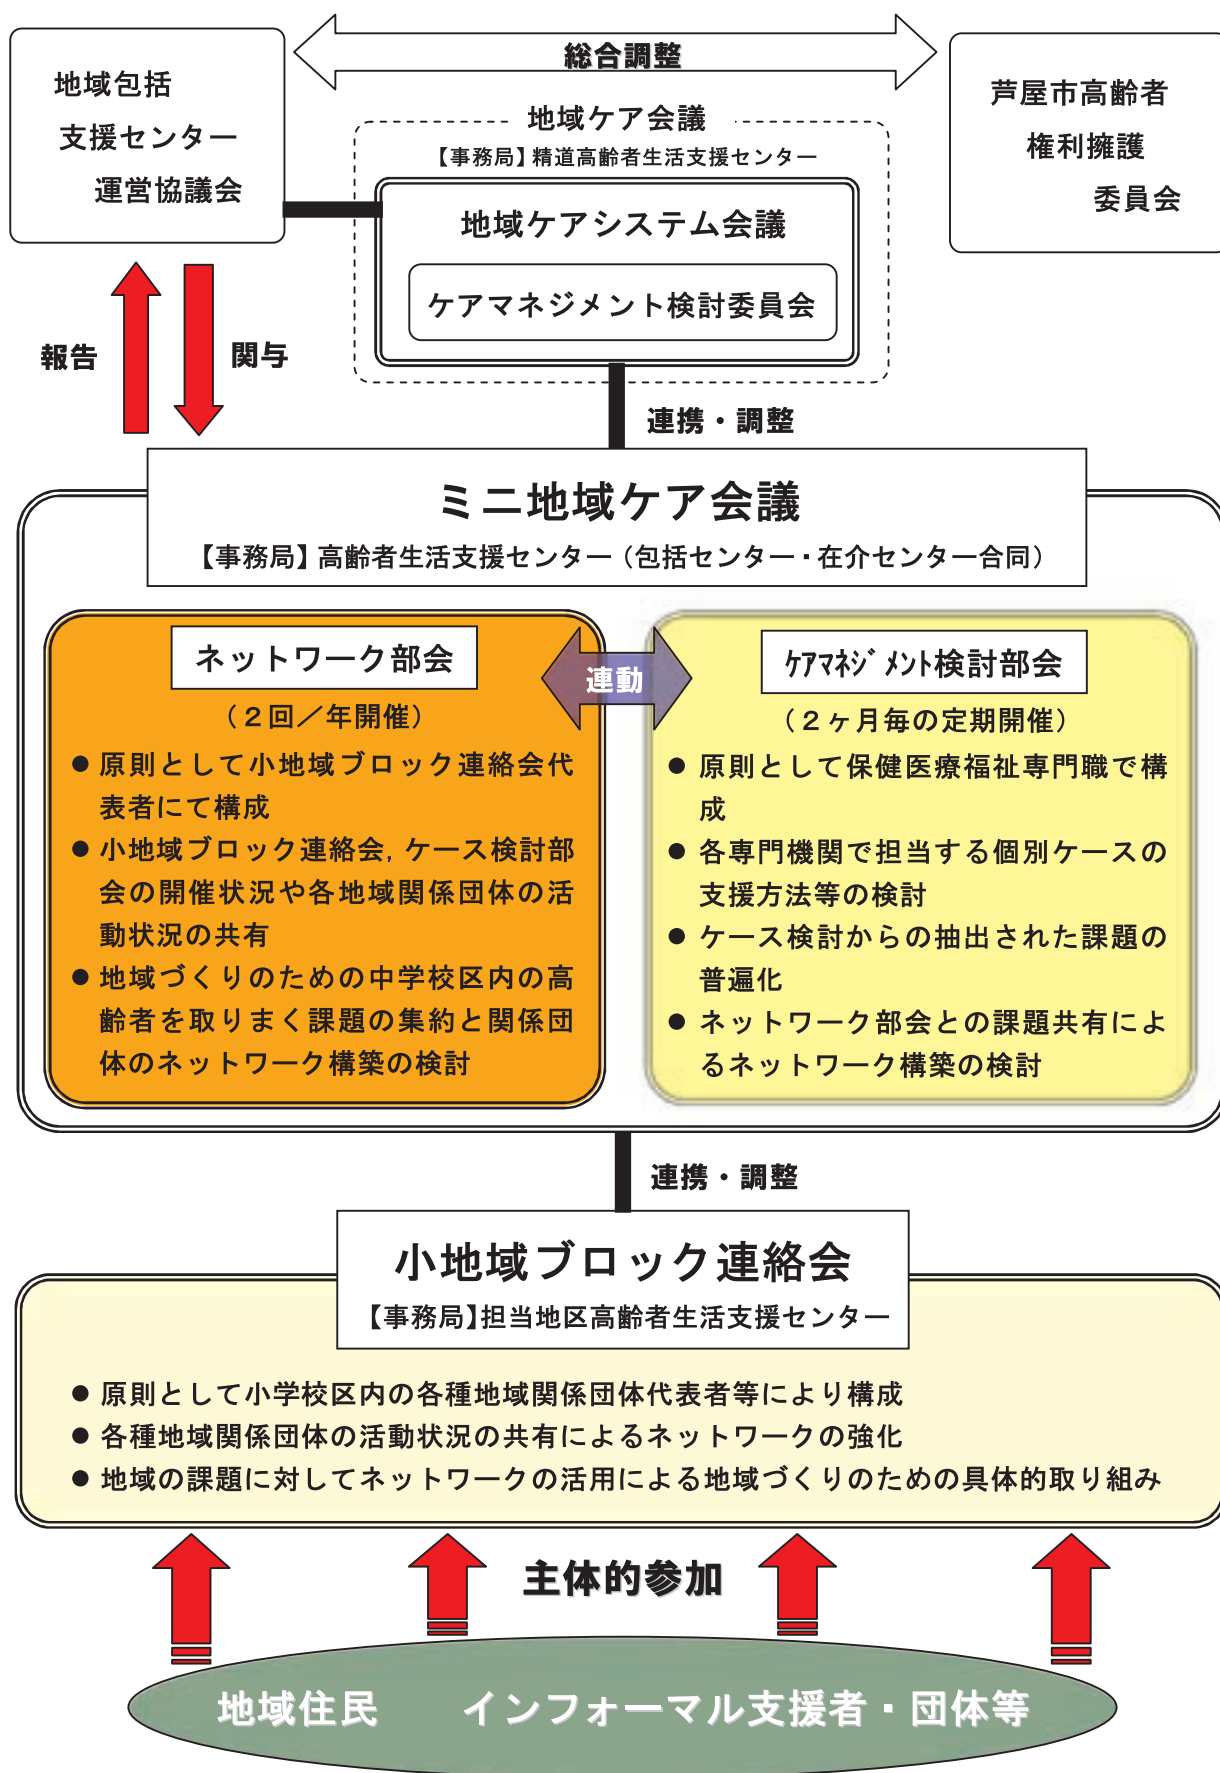 地域包括
支援センター
運営協議会
総合調整
芦屋市高齢者
権利擁護
委員会
地域ケア会議
【事務局】精道高齢者生活支援センター
地域ケアシステム会議
ケアマネジメント検討委員会
報告
関与
連携・調整
ミニ地域ケア会議
【事務局】高齢者生活支援センター（包括センター・在介センター合同）
ネットワーク部会
（２回／年開催）
● 原則として小地域ブロック連絡会代
表者にて構成
● 小地域ブロック連絡会，ケース検討部
会の開催状況や各地域関係団体の活
動状況の共有
● 地域づくりのための中学校区内の高
齢者を取りまく課題の集約と関係団
体のネットワーク構築の検討
連動
ｹｱﾏﾈｼﾞﾒﾝﾄ検討部会
（２ヶ月毎の定期開催）
● 原則として保健医療福祉専門職で構
成
● 各専門機関で担当する個別ケースの
支援方法等の検討
● ケース検討からの抽出された課題の
普遍化
● ネットワーク部会との課題共有によ
るネットワーク構築の検討
連携・調整
小地域ブロック連絡会
【事務局】担当地区高齢者生活支援センター
● 原則として小学校区内の各種地域関係団体代表者等により構成
● 各種地域関係団体の活動状況の共有によるネットワークの強化
● 地域の課題に対してネットワークの活用による地域づくりのための具体的取り組み
主体的参加
地域住民　　インフォーマル支援者・団体等